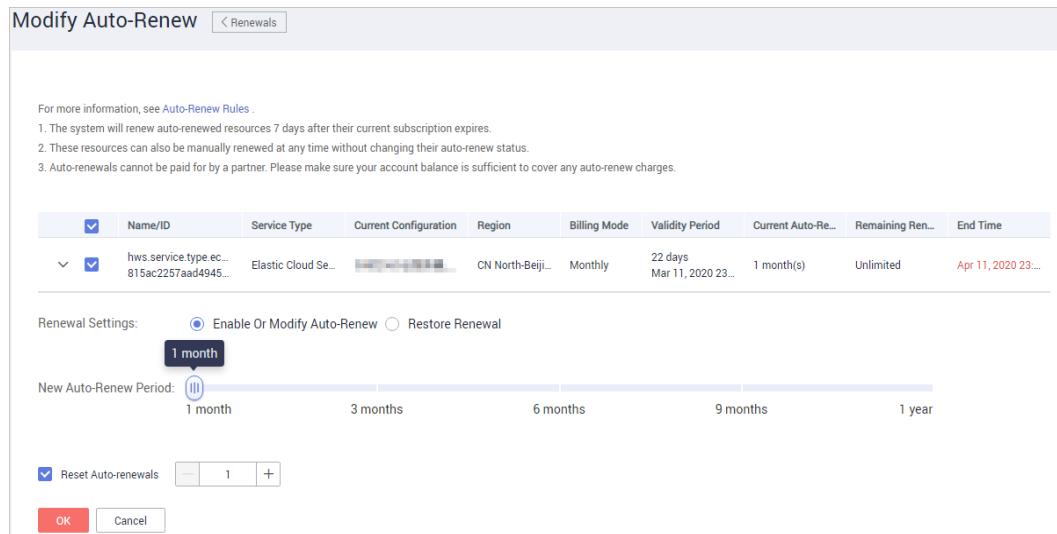 Modify Auto-Renew < Renewals
For more information, see Auto-Renew Rules .
1. The system will renew auto-renewed resources 7 days after their current subscription expires.
2. These resources can also be manually renewed at any time without changing their auto-renew status.
3. Auto-renewals cannot be paid for by a partner. Please make sure your account balance is sufficient to cover any auto-renew charges.
Name/ID Service Type Current Configuration Region Billing Mode Validity Period Current Auto-Re... Remaining Ren... End Time
hws.service.type.ec... 22 days
Elastic Cloud Se... CN North-Beiji... Monthly 1 month(s) Unlimited Apr 11, 2020 23:...
815ac2257aad4945... Mar 11, 2020 23...
Renewal Settings: Enable Or Modify Auto-Renew Restore Renewal
1 month
New Auto-Renew Period:
1 month 3 months 6 months 9 months 1 year
Reset Auto-renewals — 1 +
OK Cancel